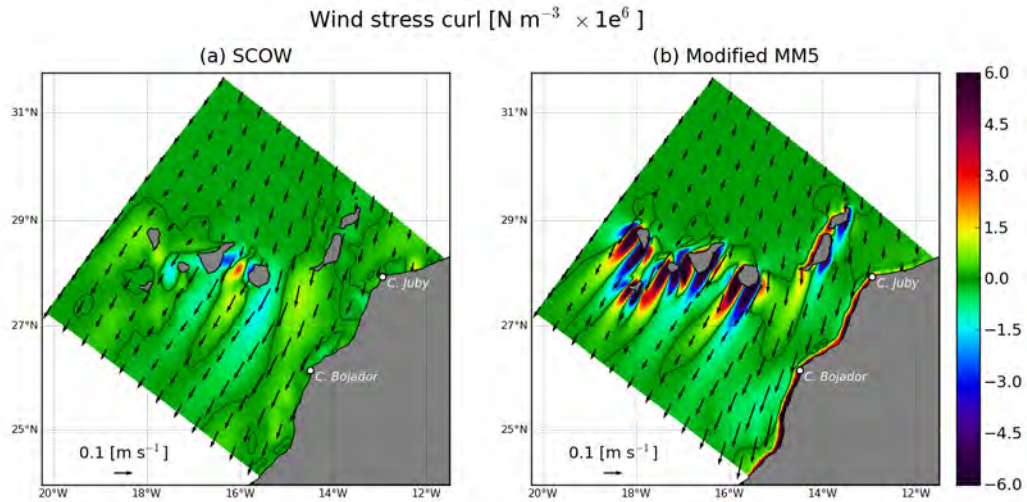 Wind stress curl [N m⁻³ × 1e⁶ ]
(a) SCOW
(b) Modified MM5
31°N
29°N
27°N
25°N
C. Juby
C. Bojador
0.1 [m s⁻¹]
20°W 18°W 16°W 14°W 12°W
31°N
29°N
27°N
25°N
C. Juby
C. Bojador
0.1 [m s⁻¹]
20°W 18°W 16°W 14°W 12°W
6.0
4.5
3.0
1.5
0.0
−1.5
−3.0
−4.5
−6.0